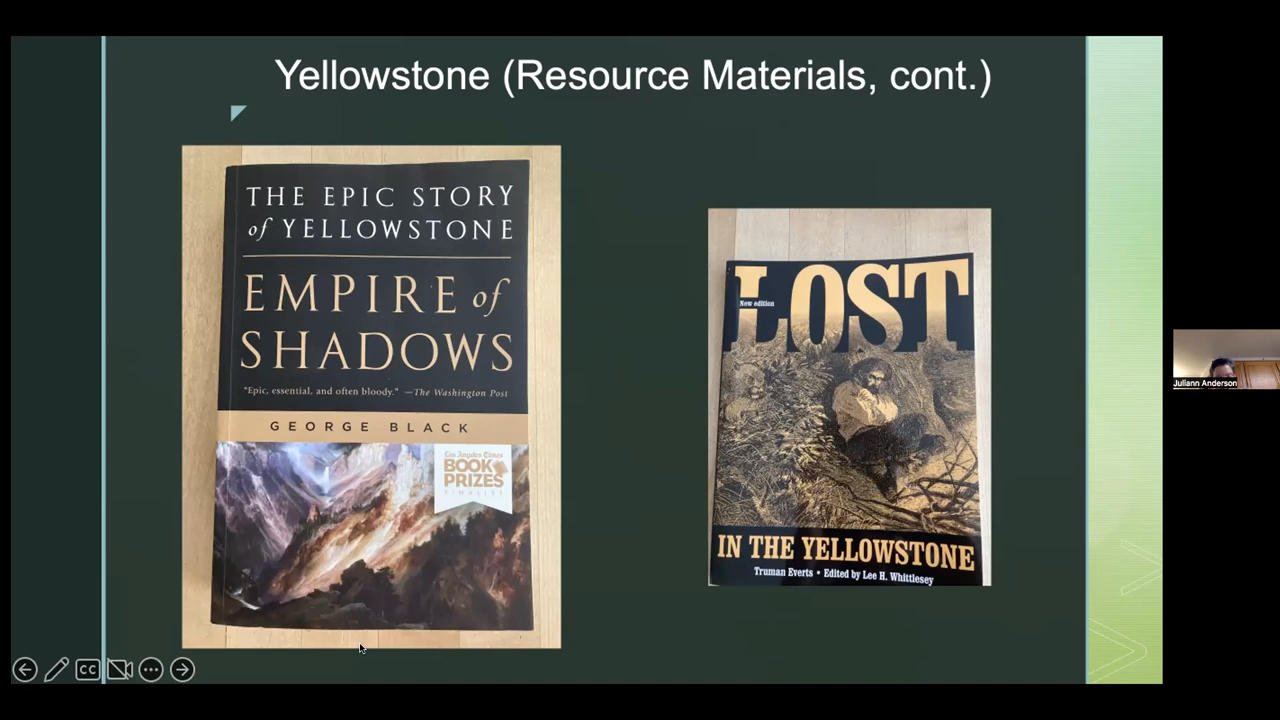 Yellowstone (Resource Materials, cont.)
THE EPIC STORY
of YELLOWSTONE
EMPIRE of
SHADOWS
"Epic, essential, and often bloody." —The Washington Post
GEORGE BLACK
Los Angeles Times
BOOK
PRIZES
FINALIST
LOST
New edition
IN THE YELLOWSTONE
Truman Everts • Edited by Lee H. Whittlesey
CC
Juliann Anderson